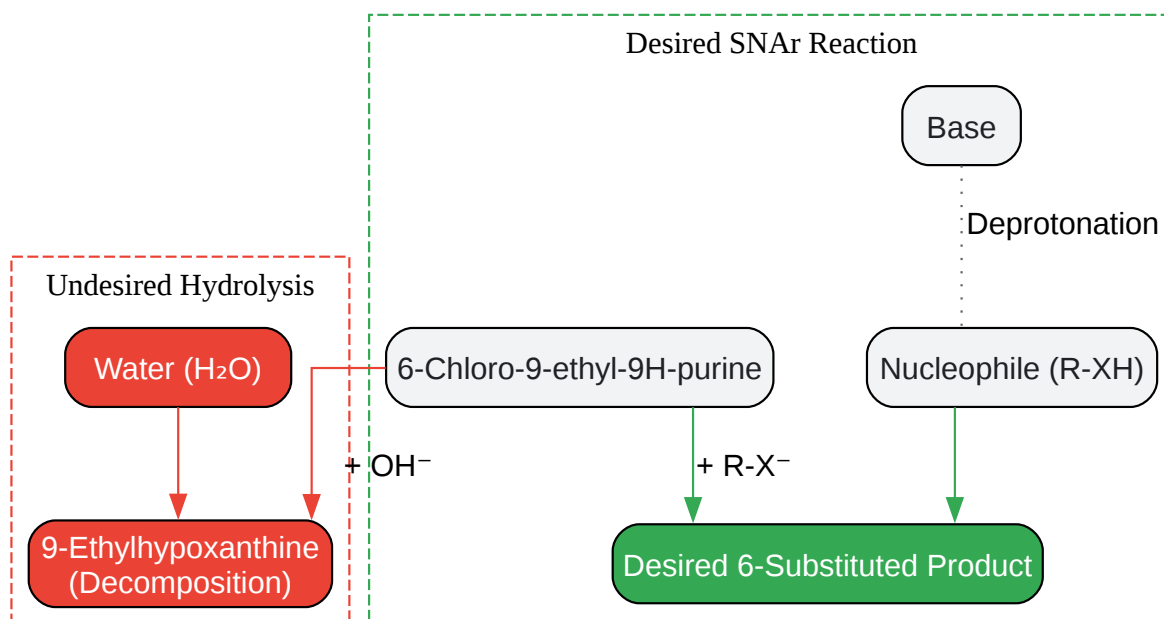 Desired SNAr Reaction
Base
Deprotonation
Undesired Hydrolysis
Water (H₂O)
6-Chloro-9-ethyl-9H-purine
Nucleophile (R-XH)
+ OH⁻
+ R-X⁻
9-Ethylhypoxanthine
(Decomposition)
Desired 6-Substituted Product